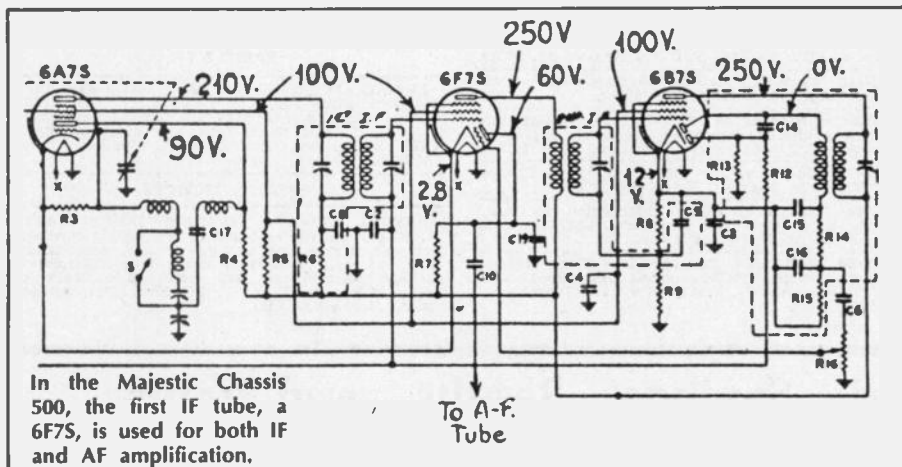 250V
100V.
6A7S
210V.
100V.
6F7S
60V.
6B7S
250V.
0V.
90V.
I.F
I.F
C14
X
X
X
2.8
V.
12
V.
R13
R12
R3
C17
R4
R5
R6
C8
C2
R7
C10
C4
R8
C9
C3
R9
C15
R14
C16
R15
C6
R16
S
In the Majestic Chassis
500, the first IF tube, a
6F7S, is used for both IF
and AF amplification.
To A-F.
Tube